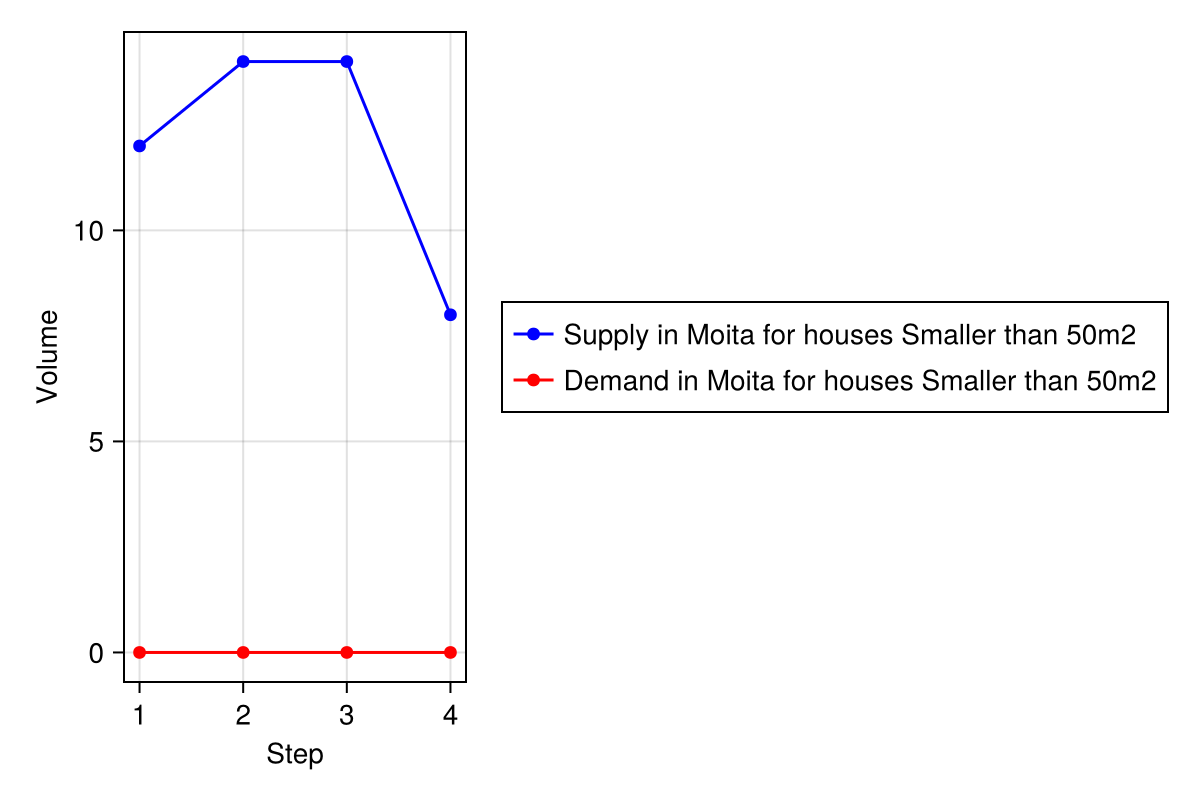 Volume
10
5
0
1 2 3 4
Step
Supply in Moita for houses Smaller than 50m2
Demand in Moita for houses Smaller than 50m2